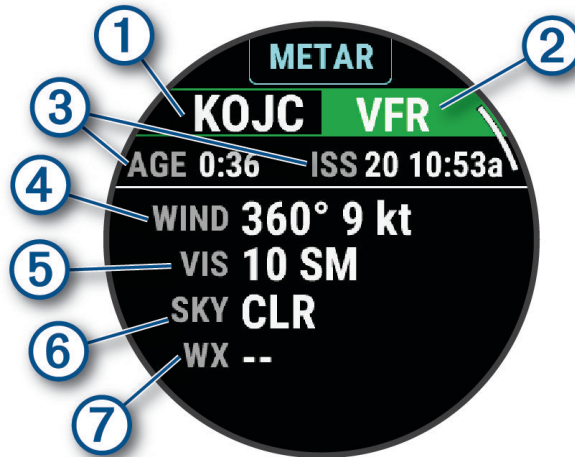 METAR
1 KOJC VFR 2
3 AGE 0:36 ISS 20 10:53a
4 WIND 360° 9 kt
5 VIS 10 SM
6 SKY CLR
7 WX --